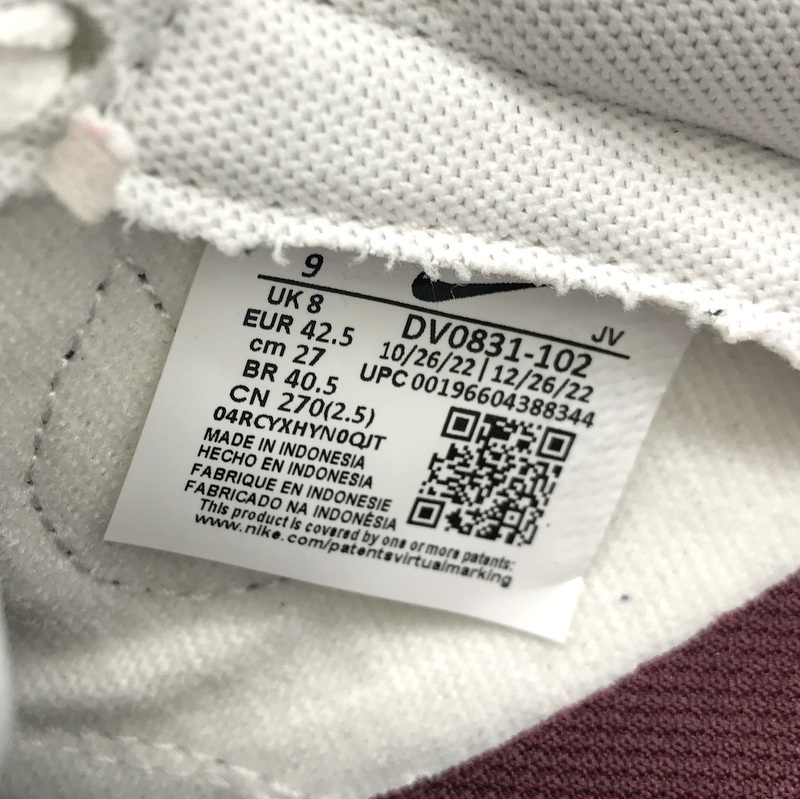 9
UK 8
EUR 42.5
cm 27
BR 40.5
CN 270(2.5)
04RCYXHYN0QJT
JV
DV0831-102
10/26/22 | 12/26/22
UPC 00196604388344
MADE IN INDONESIA
HECHO EN INDONESIA
FABRIQUE EN INDONESIE
FABRICADO NA INDONÉSIA
This product is covered by one or more patents:
www.nike.com/patentsvirtualmarking